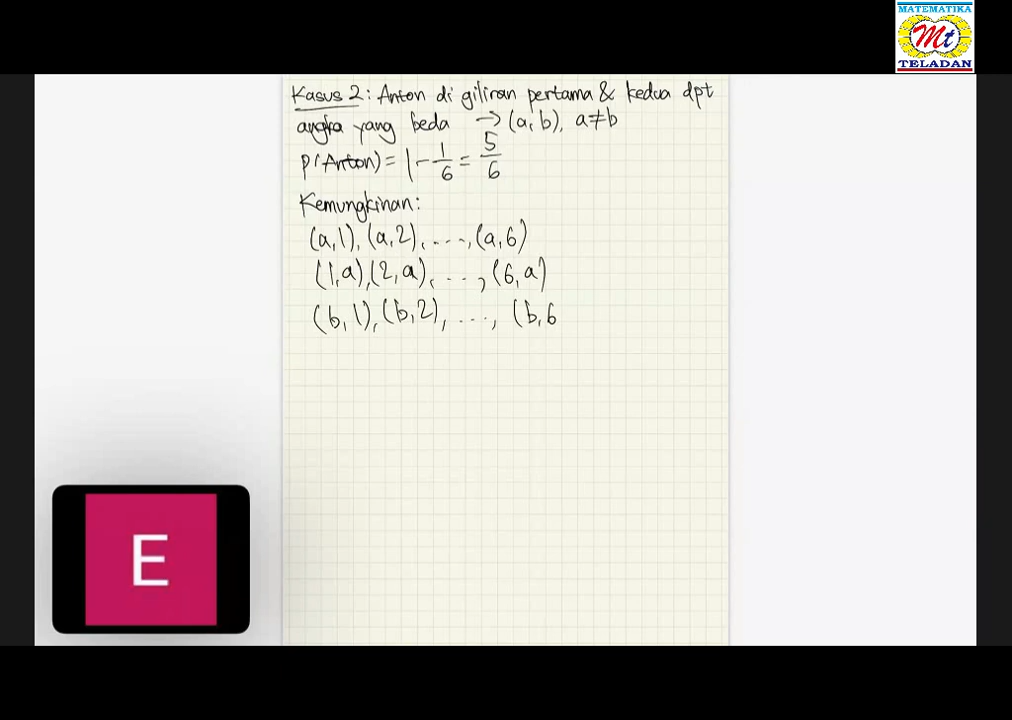 MATEMATIKA
Mt
TELADAN
Kasus 2: Anton di giliran pertama & kedua dpt
angka yang beda → (a,b), a≠b
P(Anton) = 1 - 1/6 = 5/6
Kemungkinan:
(a,1), (a,2), ...., (a,6)
(1,a), (2,a), ..., (6,a)
(b,1), (b,2), ..., (b,6
E